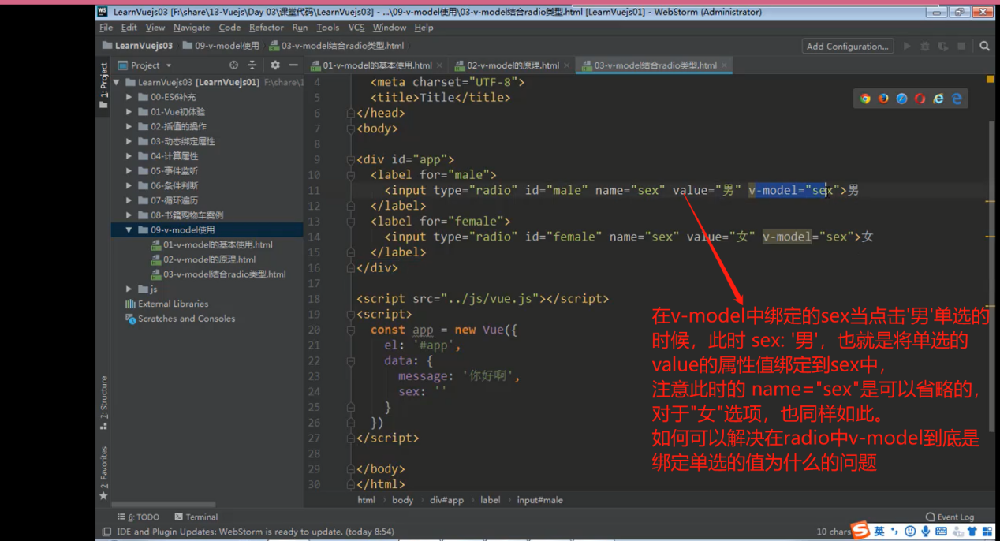 LearnVuejs03 [F:\share\13-Vuejs\Day 03\课堂代码\LearnVuejs03] - ...\09-v-model使用\03-v-model结合radio类型.html [LearnVuejs01] - WebStorm (Administrator)
File Edit View Navigate Code Refactor Run Tools VCS Window Help
LearnVuejs03 09-v-model使用 03-v-model结合radio类型.html Add Configuration...
1: Project
Project
01-v-model的基本使用.html 02-v-model的原理.html 03-v-model结合radio类型.html
LearnVuejs03 [LearnVuejs01] F:\share\1
00-ES6补充
01-Vue初体验
02-插值的操作
03-动态绑定属性
04-计算属性
05-事件监听
06-条件判断
07-循环遍历
08-书籍购物车案例
09-v-model使用
01-v-model的基本使用.html
02-v-model的原理.html
03-v-model结合radio类型.html
js
External Libraries
Scratches and Consoles
4 <meta charset="UTF-8">
5 <title>Title</title>
6 </head>
7 <body>
8
9 <div id="app">
10 <label for="male">
11 <input type="radio" id="male" name="sex" value="男" v-model="sex">男
12 </label>
13 <label for="female">
14 <input type="radio" id="female" name="sex" value="女" v-model="sex">女
15 </label>
16 </div>
17
18 <script src="../js/vue.js"></script>
19 <script>
20 const app = new Vue({
21 el: '#app',
22 data: {
23 message: '你好啊',
24 sex: ''
25 }
26 })
27 </script>
28
29 </body>
30 </html>
在v-model中绑定的sex当点击'男'单选的
时候，此时 sex: '男'，也就是将单选的
value的属性值绑定到sex中，
注意此时的 name="sex"是可以省略的，
对于"女"选项，也同样如此。
如何可以解决在radio中v-model到底是
绑定单选的值为什么的问题
7: Structure
2: Favorites
html body div#app label input#male
6: TODO Terminal Event Log
IDE and Plugin Updates: WebStorm is ready to update. (today 8:54) 10 chars
英